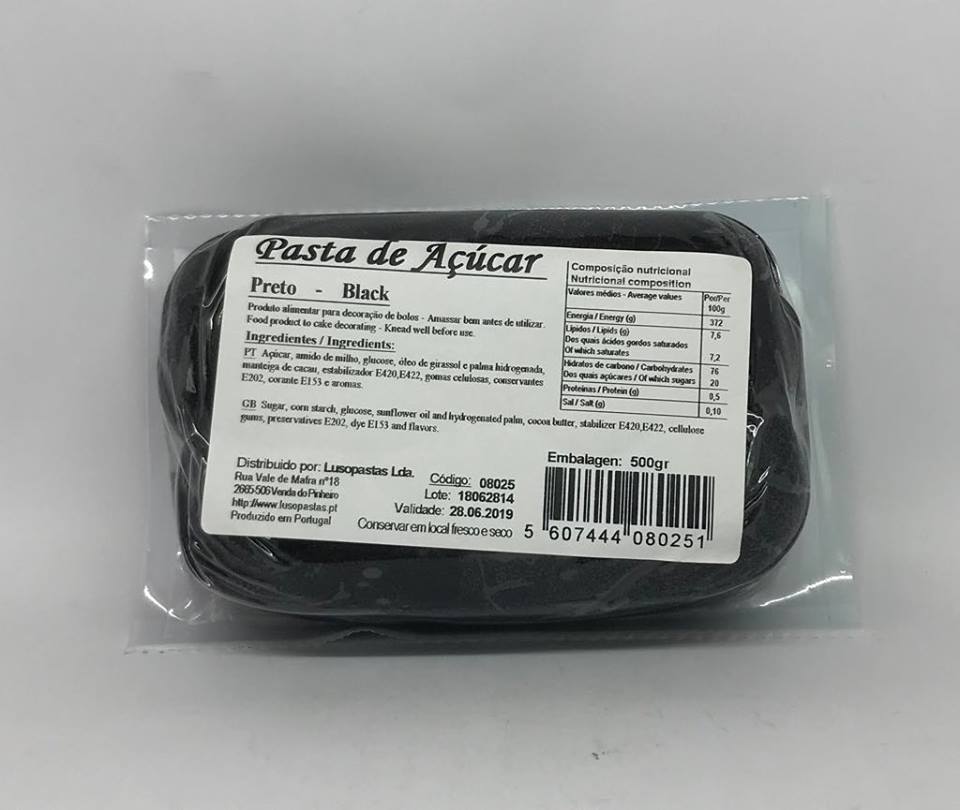 Pasta de Açúcar
Preto - Black
Produto alimentar para decoração de bolos - Amassar bem antes de utilizar.
Food product to cake decorating - Knead well before use.
Ingredientes / Ingredients:
PT Açúcar, amido de milho, glucose, óleo de girassol e palma hidrogenada,
manteiga de cacau, estabilizador E420,E422, gomas celulosas, conservantes
E202, corante E153 e aromas.
GB Sugar, corn starch, glucose, sunflower oil and hydrogenated palm, cocoa butter, stabilizer E420,E422, cellulose
gums, preservatives E202, dye E153 and flavors.
Composição nutricional
Nutricional composition
Valores médios - Average values Por/Per
100g
Energia / Energy (g) 372
Lípidos / Lipids (g) 7,6
Dos quais ácidos gordos saturados
Of which saturates 7,2
Hidratos de carbono / Carbohydrates 76
Dos quais açúcares / Of which sugars 20
Proteínas / Protein (g) 0,5
Sal / Salt (g) 0,10
Distribuido por: Lusopastas Lda.
Rua Vale de Mafra nº18
2665-506 Venda do Pinheiro
http://www.lusopastas.pt
Produzido em Portugal
Código: 08025
Lote: 18062814
Validade: 28.06.2019
Conservar em local fresco e seco
Embalagen: 500gr
5 607444 080251